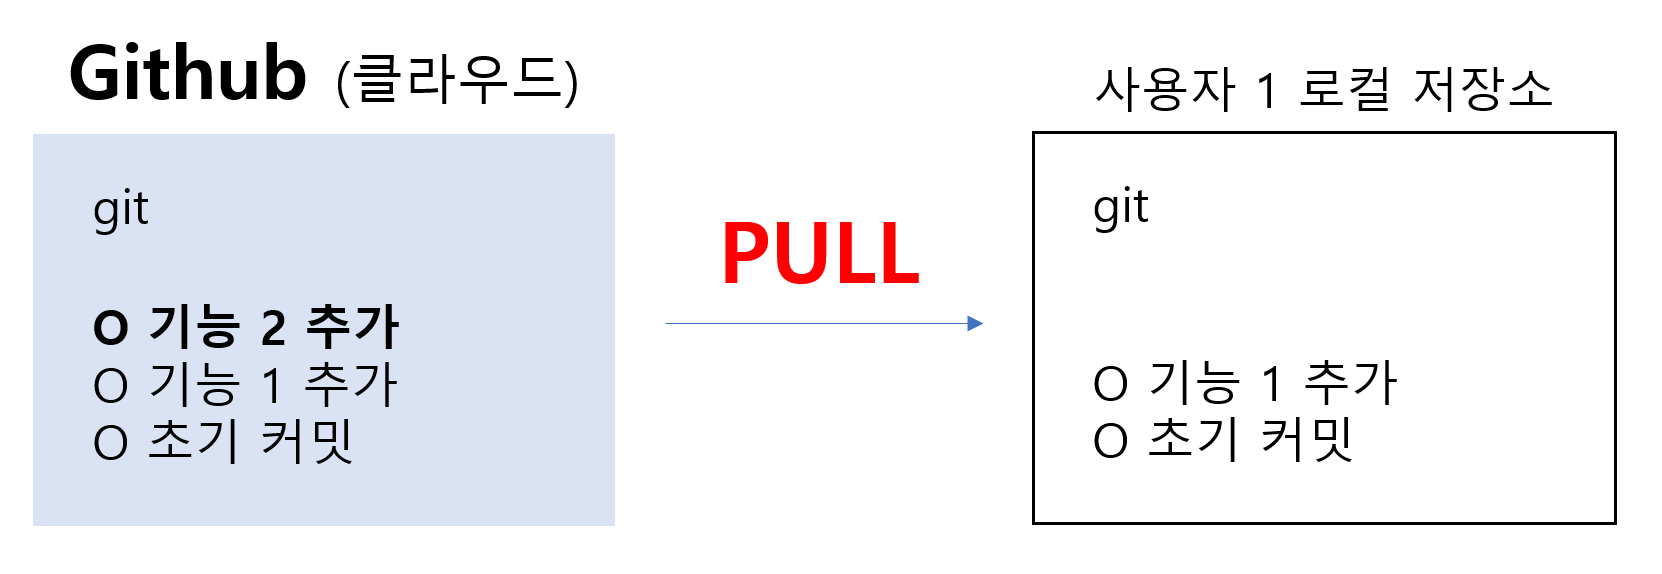 Github (클라우드)
git
O 기능 2 추가
O 기능 1 추가
O 초기 커밋
PULL
사용자 1 로컬 저장소
git
O 기능 1 추가
O 초기 커밋